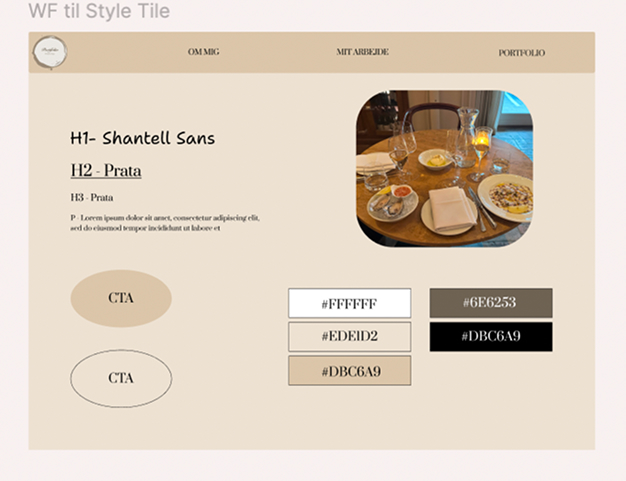 WF til Style Tile
OM MIG
MIT ARBEJDE
PORTFOLIO
H1- Shantell Sans
H2 - Prata
H3 - Prata
P - Lorem ipsum dolor sit amet, consectetur adipiscing elit,
sed do eiusmod tempor incididunt ut labore et
CTA
CTA
#FFFFFF
#6E6253
#EDE1D2
#DBC6A9
#DBC6A9